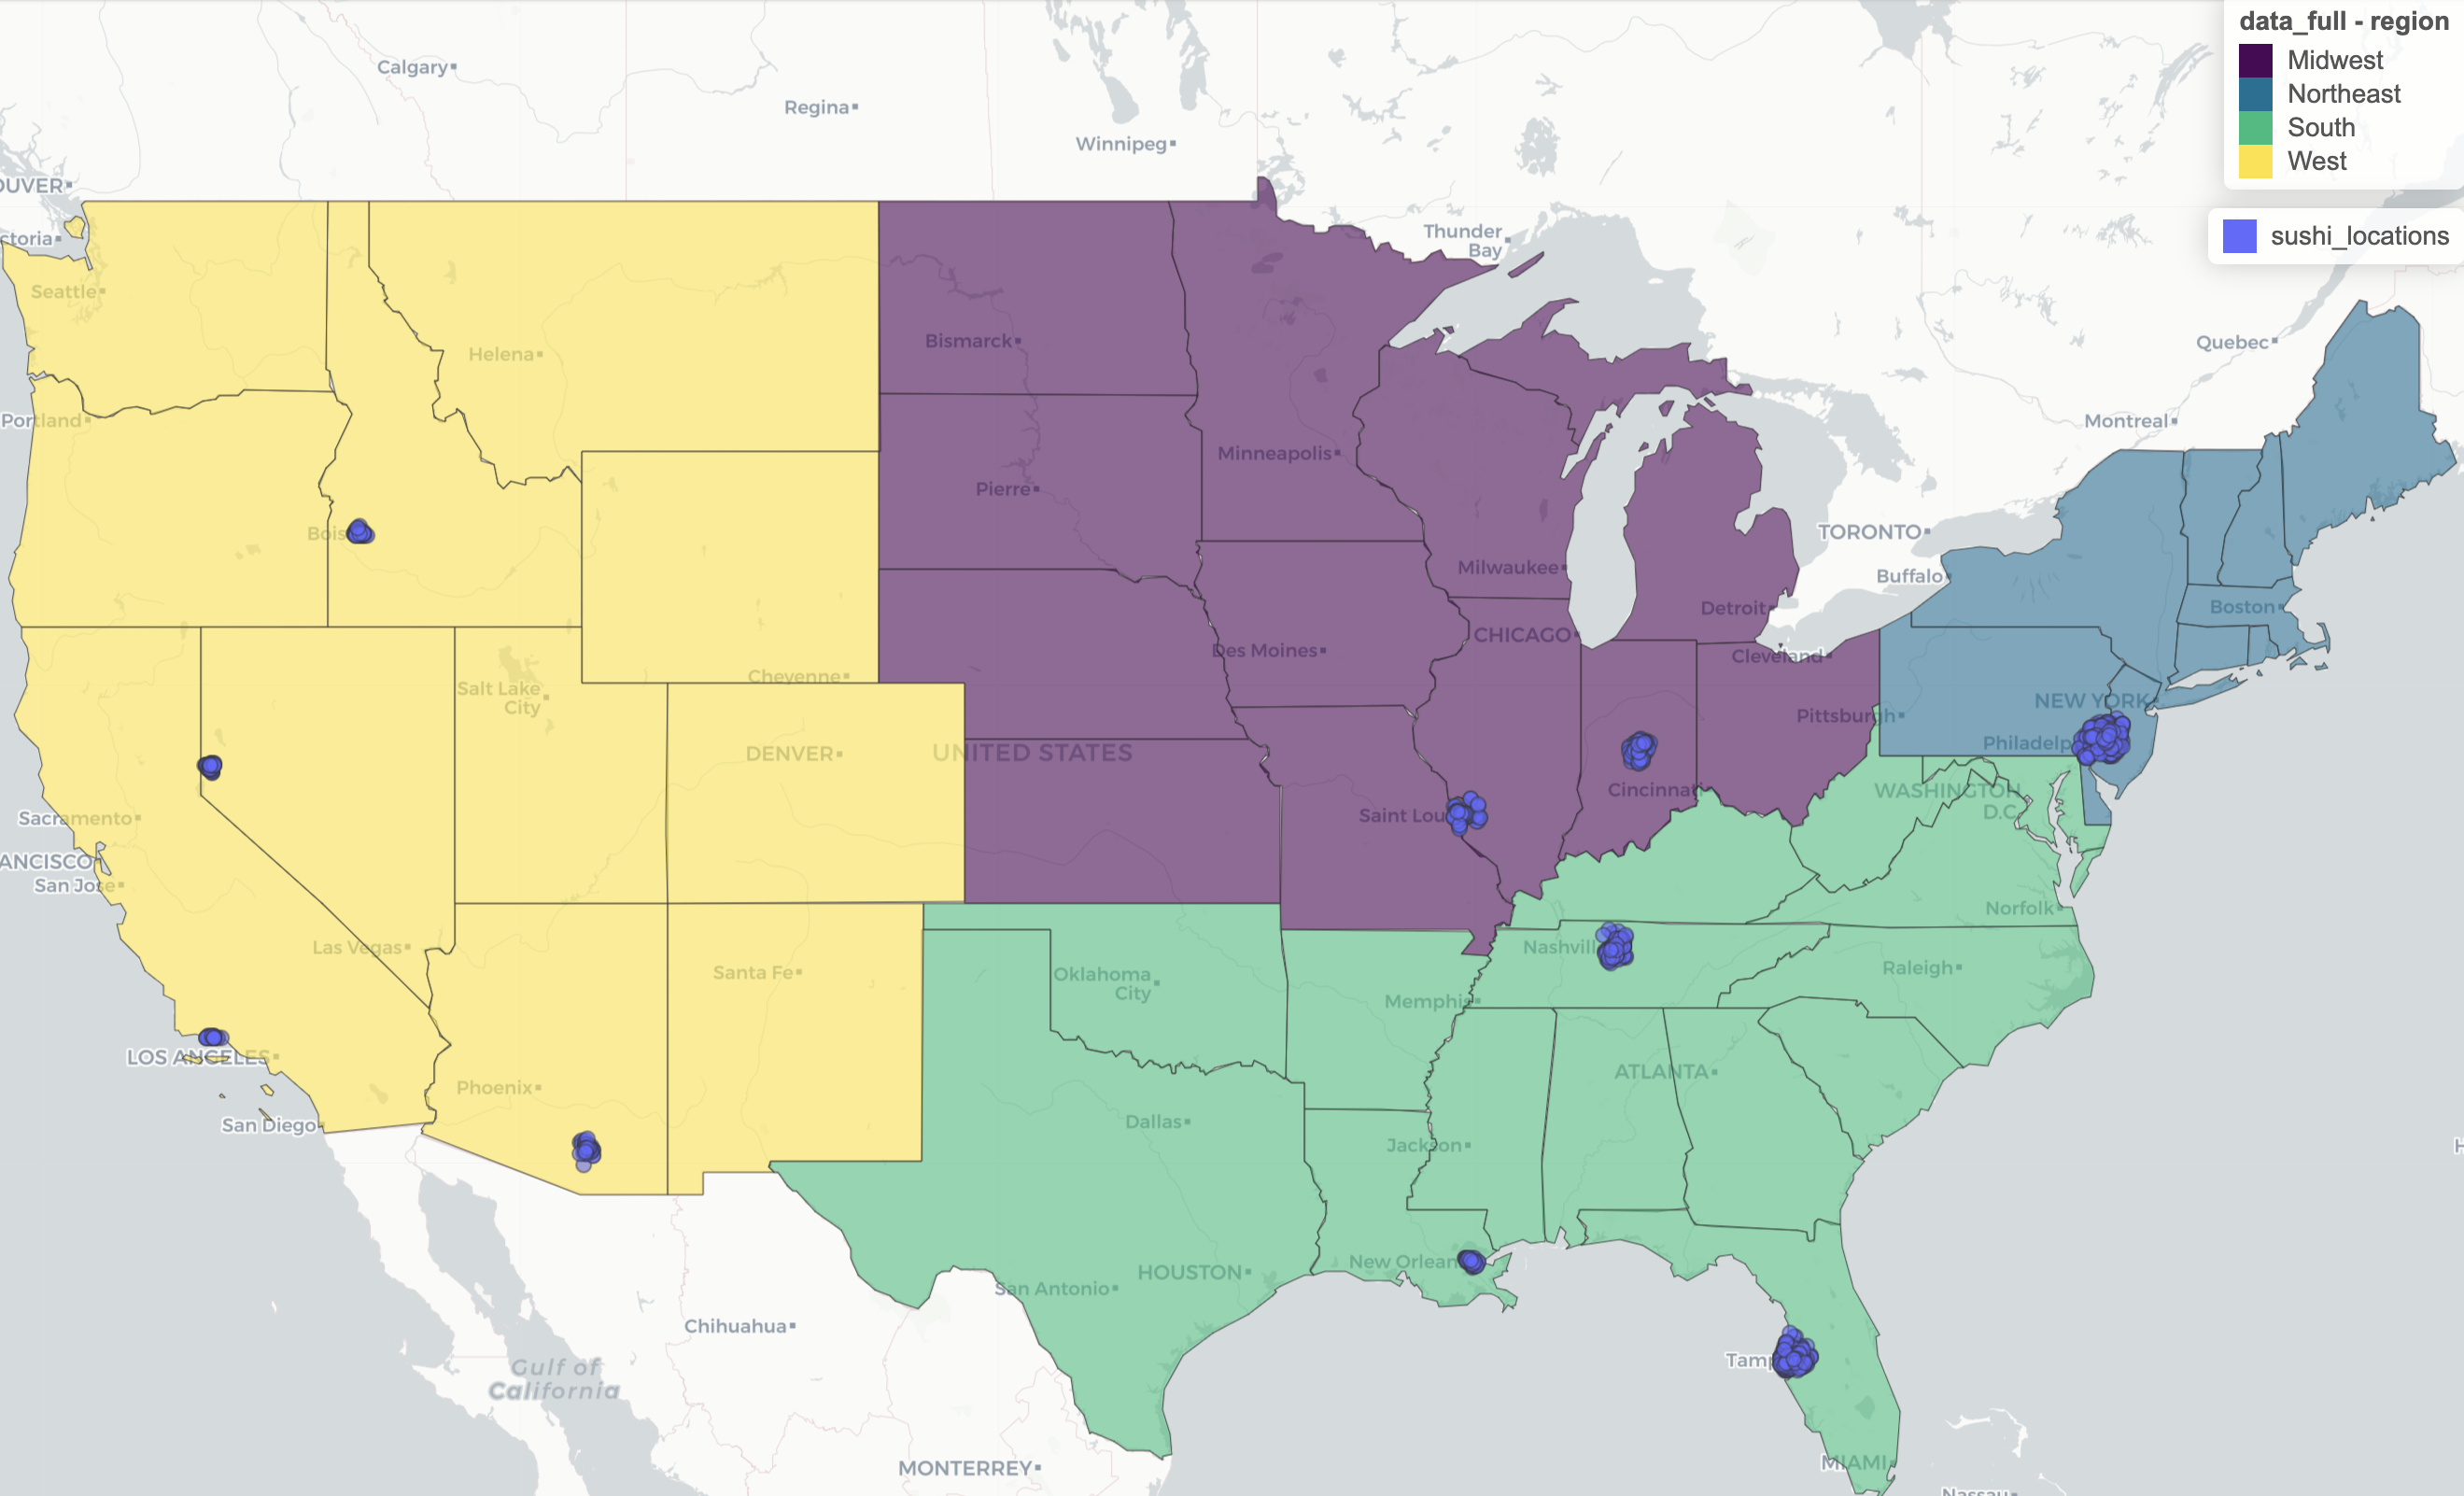 data_full - region
Midwest
Northeast
South
West
sushi_locations
Calgary
Regina
Winnipeg
OUVER
ctoria
Thunder
Bay
Seattle
Quebec
Bismarck
Helena
Portland
Montreal
Minneapolis
Pierre
TORONTO
Bois
Milwaukee
Buffalo
Detroit
Boston
CHICAGO
Des Moines
Cleveland
Cheyenne
Salt Lake
City
NEW YORK
Pittsburgh
Philadelp
DENVER
UNITED STATES
Cincinnati
WASHINGTON
D.C.
Sacramento
Saint Lou
ANCISCO
San Jose
Norfolk
Las Vegas
Nashvill
Raleigh
Santa Fe
Oklahoma
City
Memphis
LOS ANGELES
ATLANTA
Phoenix
Dallas
San Diego
Jackson
H
New Orlean
HOUSTON
San Antonio
Chihuahua
Tamp
Gulf of
California
MIAMI
MONTERREY
Nassau